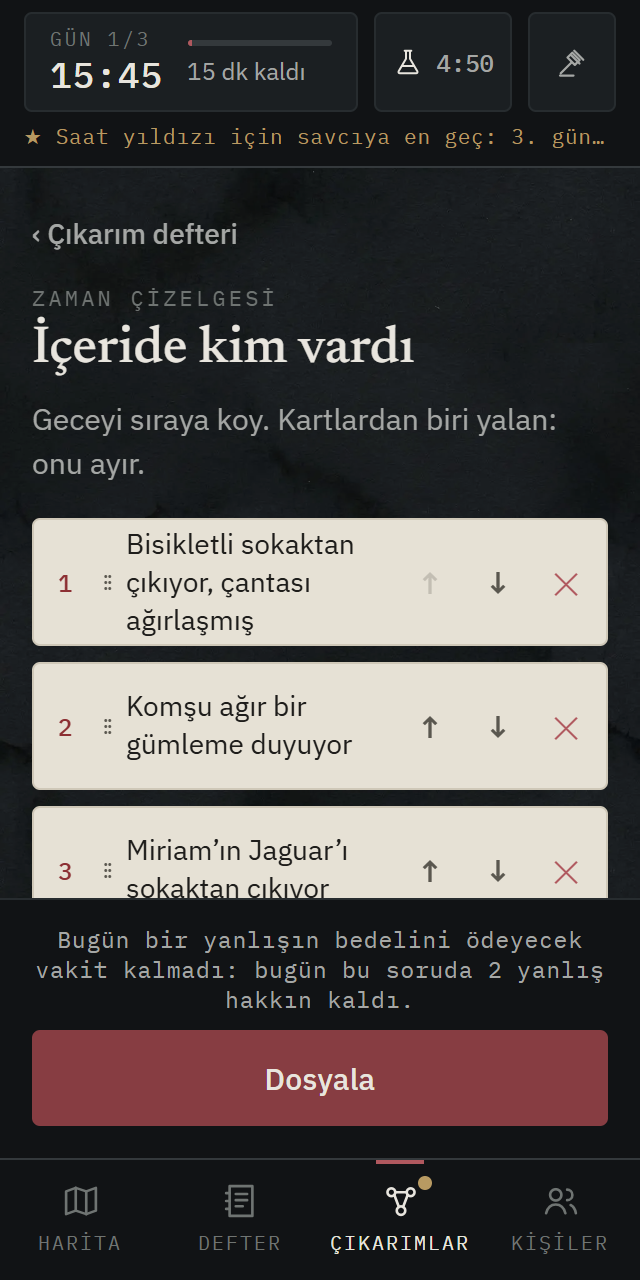 GÜN 1/3
15:45
15 dk kaldı
4:50
★ Saat yıldızı için savcıya en geç: 3. gün…
‹ Çıkarım defteri
ZAMAN ÇİZELGESİ
İçeride kim vardı
Geceyi sıraya koy. Kartlardan biri yalan:
onu ayır.
1
Bisikletli sokaktan
çıkıyor, çantası
ağırlaşmış
2
Komşu ağır bir
gümleme duyuyor
3
Miriam’ın Jaguar’ı
sokaktan çıkıyor
Bugün bir yanlışın bedelini ödeyecek
vakit kalmadı: bugün bu soruda 2 yanlış
hakkın kaldı.
Dosyala
HARİTA
DEFTER
ÇIKARIMLAR
KİŞİLER